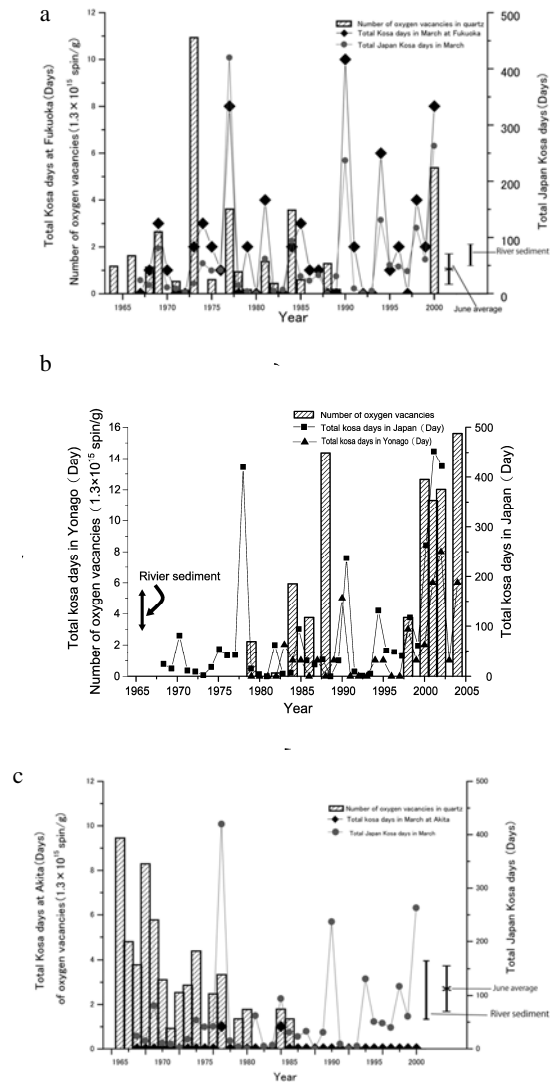 a
Number of oxygen vacancies in quartz
Total Kosa days in March at Fukuoka
Total Japan Kosa days in March
Total Kosa days at Fukuoka(Days)
Number of oxygen vacancies (1.3×10¹⁵ spin/g)
12
10
8
6
4
2
0
500
400
300
200
100
0
Total Japan Kosa days(Days)
River sediment
June average
1965 1970 1975 1980 1985 1990 1995 2000
Year
b
Number of oxygen vacancies
Total kosa days in Japan (Day)
Total kosa days in Yonago (Day)
Total kosa days in Yonago (Day)
Number of oxygen vacancies (1.3×10⁻¹⁵ spin/g)
16
14
12
10
8
6
4
2
0
500
400
300
200
100
0
Total kosa days in Japan (Day)
Rivier sediment
1965 1970 1975 1980 1985 1990 1995 2000 2005
Year
c
Number of oxygen vacancies in quartz
Total kosa days in March at Akita
Total Japan Kosa days in March
Total Kosa days at Akita(Days)
of oxygen vacancies (1.3×10¹⁵ spin/g)
12
10
8
6
4
2
0
500
400
300
200
100
0
Total Japan Kosa days (Days)
June average
River sediment
1965 1970 1975 1980 1985 1990 1995 2000
Year